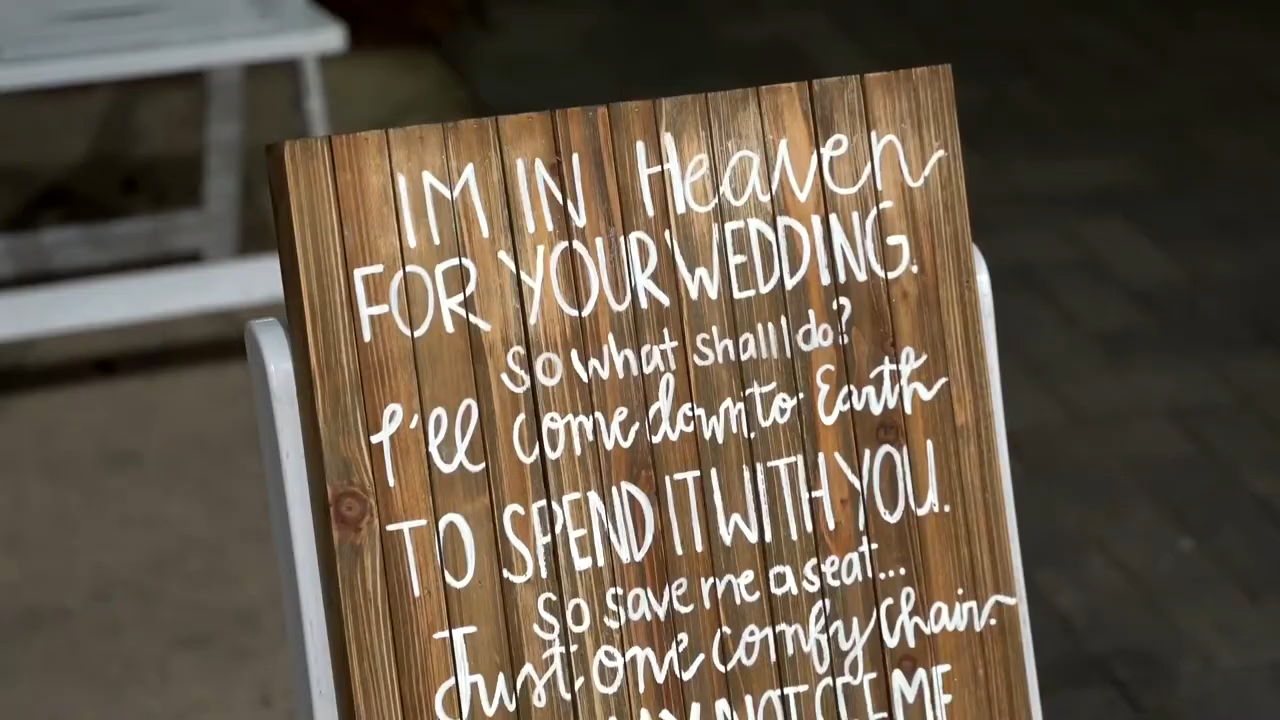 I'M IN Heaven
FOR YOUR WEDDING.
So what shall I do?
I'll come down to Earth
TO SPEND IT WITH YOU.
So save me a seat...
Just one comfy chair.
NOT SEE ME